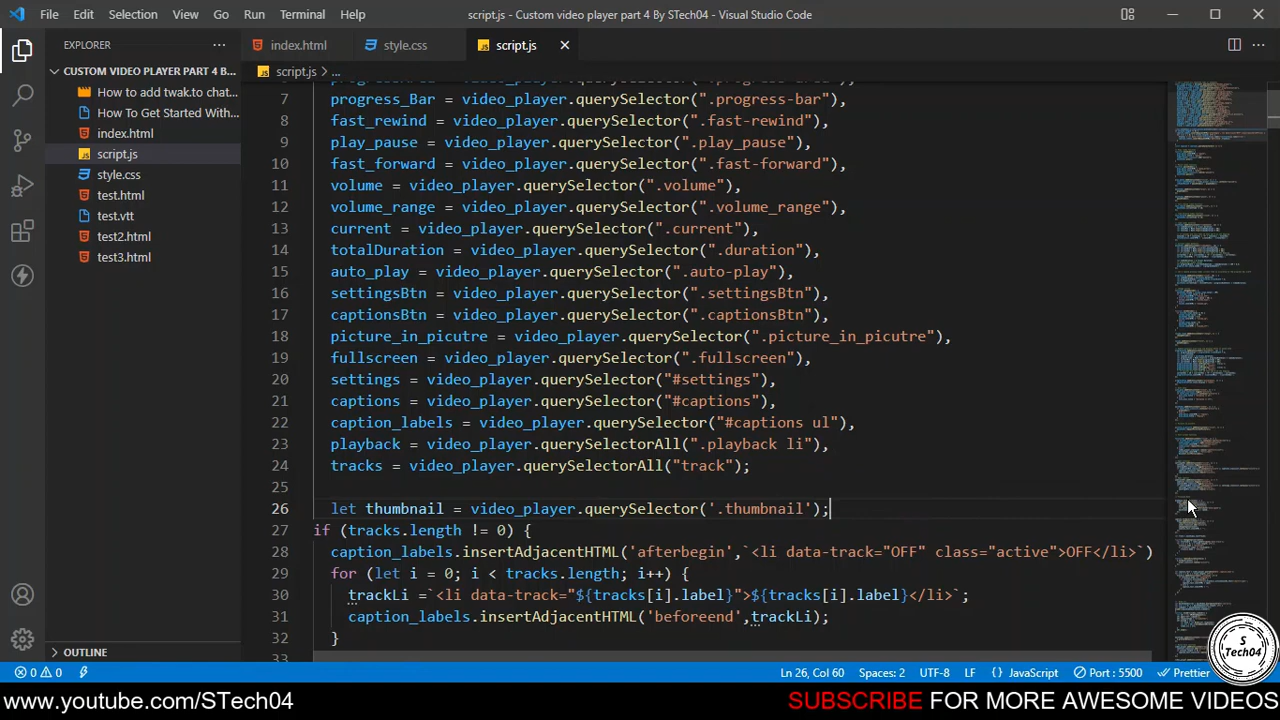 File Edit Selection View Go Run Terminal Help
script.js - Custom video player part 4 By STech04 - Visual Studio Code
EXPLORER
index.html
style.css
script.js
CUSTOM VIDEO PLAYER PART 4 B...
script.js > ...
How to add twak.to chat...
How To Get Started With...
index.html
script.js
style.css
test.html
test.vtt
test2.html
test3.html
7 progress_Bar = video_player.querySelector(".progress-bar"),
8 fast_rewind = video_player.querySelector(".fast-rewind"),
9 play_pause = video_player.querySelector(".play_pause"),
10 fast_forward = video_player.querySelector(".fast-forward"),
11 volume = video_player.querySelector(".volume"),
12 volume_range = video_player.querySelector(".volume_range"),
13 current = video_player.querySelector(".current"),
14 totalDuration = video_player.querySelector(".duration"),
15 auto_play = video_player.querySelector(".auto-play"),
16 settingsBtn = video_player.querySelector(".settingsBtn"),
17 captionsBtn = video_player.querySelector(".captionsBtn"),
18 picture_in_picutre = video_player.querySelector(".picture_in_picutre"),
19 fullscreen = video_player.querySelector(".fullscreen"),
20 settings = video_player.querySelector("#settings"),
21 captions = video_player.querySelector("#captions"),
22 caption_labels = video_player.querySelector("#captions ul"),
23 playback = video_player.querySelectorAll(".playback li"),
24 tracks = video_player.querySelectorAll("track");
25
26 let thumbnail = video_player.querySelector('.thumbnail');
27 if (tracks.length != 0) {
28 caption_labels.insertAdjacentHTML('afterbegin',`<li data-track="OFF" class="active">OFF</li>`)
29 for (let i = 0; i < tracks.length; i++) {
30 trackLi =`<li data-track="${tracks[i].label}">${tracks[i].label}</li>`;
31 caption_labels.insertAdjacentHTML('beforeend',trackLi);
32 }
33
OUTLINE
0 0 Ln 26, Col 60 Spaces: 2 UTF-8 LF JavaScript Port : 5500 Prettier
S
Tech04
www.youtube.com/STech04
SUBSCRIBE FOR MORE AWESOME VIDEOS